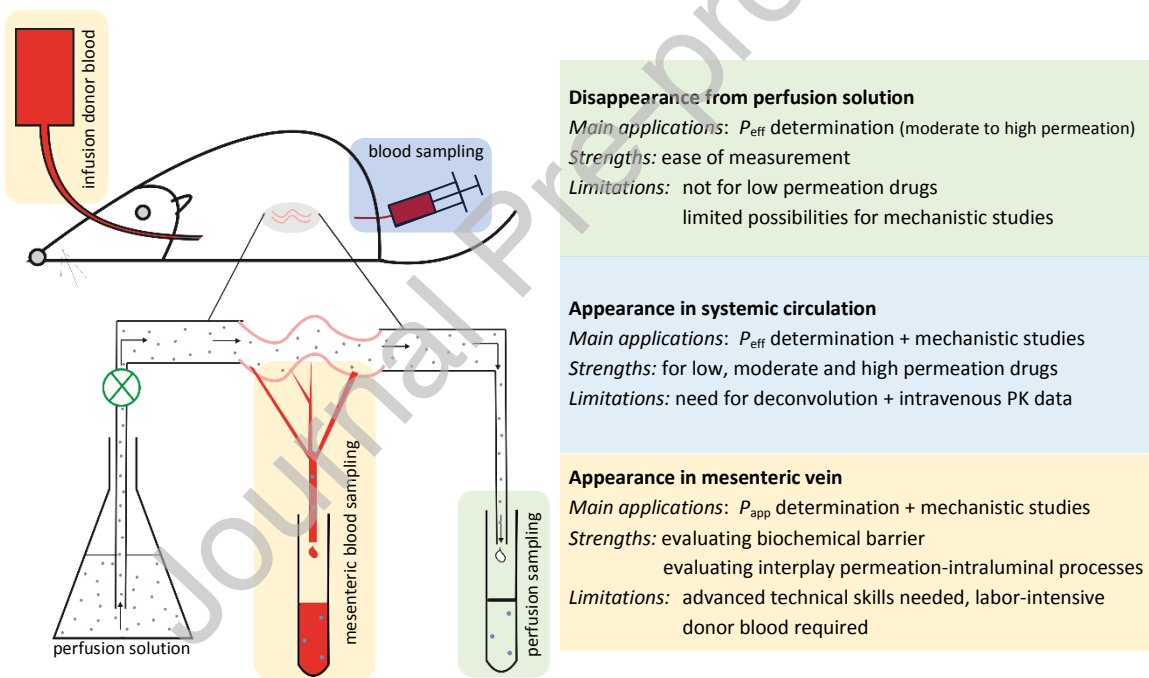 infusion donor blood
blood sampling
mesenteric blood sampling
perfusion sampling
perfusion solution
Disappearance from perfusion solution
Main applications: Peff determination (moderate to high permeation)
Strengths: ease of measurement
Limitations: not for low permeation drugs
limited possibilities for mechanistic studies
Appearance in systemic circulation
Main applications: Peff determination + mechanistic studies
Strengths: for low, moderate and high permeation drugs
Limitations: need for deconvolution + intravenous PK data
Appearance in mesenteric vein
Main applications: Papp determination + mechanistic studies
Strengths: evaluating biochemical barrier
evaluating interplay permeation-intraluminal processes
Limitations: advanced technical skills needed, labor-intensive
donor blood required
Journal Pre-pro